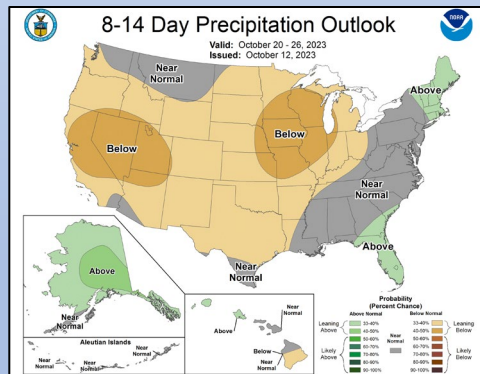 8-14 Day Precipitation Outlook
NOAA
Valid: October 20 - 26, 2023
Issued: October 12, 2023
Near
Normal
Above
Below
Below
Near
Normal
Above
Near
Normal
Above
Near
Normal
Aleutian Islands
Near
Normal
Near
Normal
Near
Normal
Above
Near
Normal
Below
Near
Normal
Probability
(Percent Chance)
Above Normal
Below Normal
Leaning
Above
Likely
Above
33-40%
40-50%
50-60%
60-70%
70-80%
80-90%
90-100%
Near
Normal
33-40%
40-50%
50-60%
60-70%
70-80%
80-90%
90-100%
Leaning
Below
Likely
Below